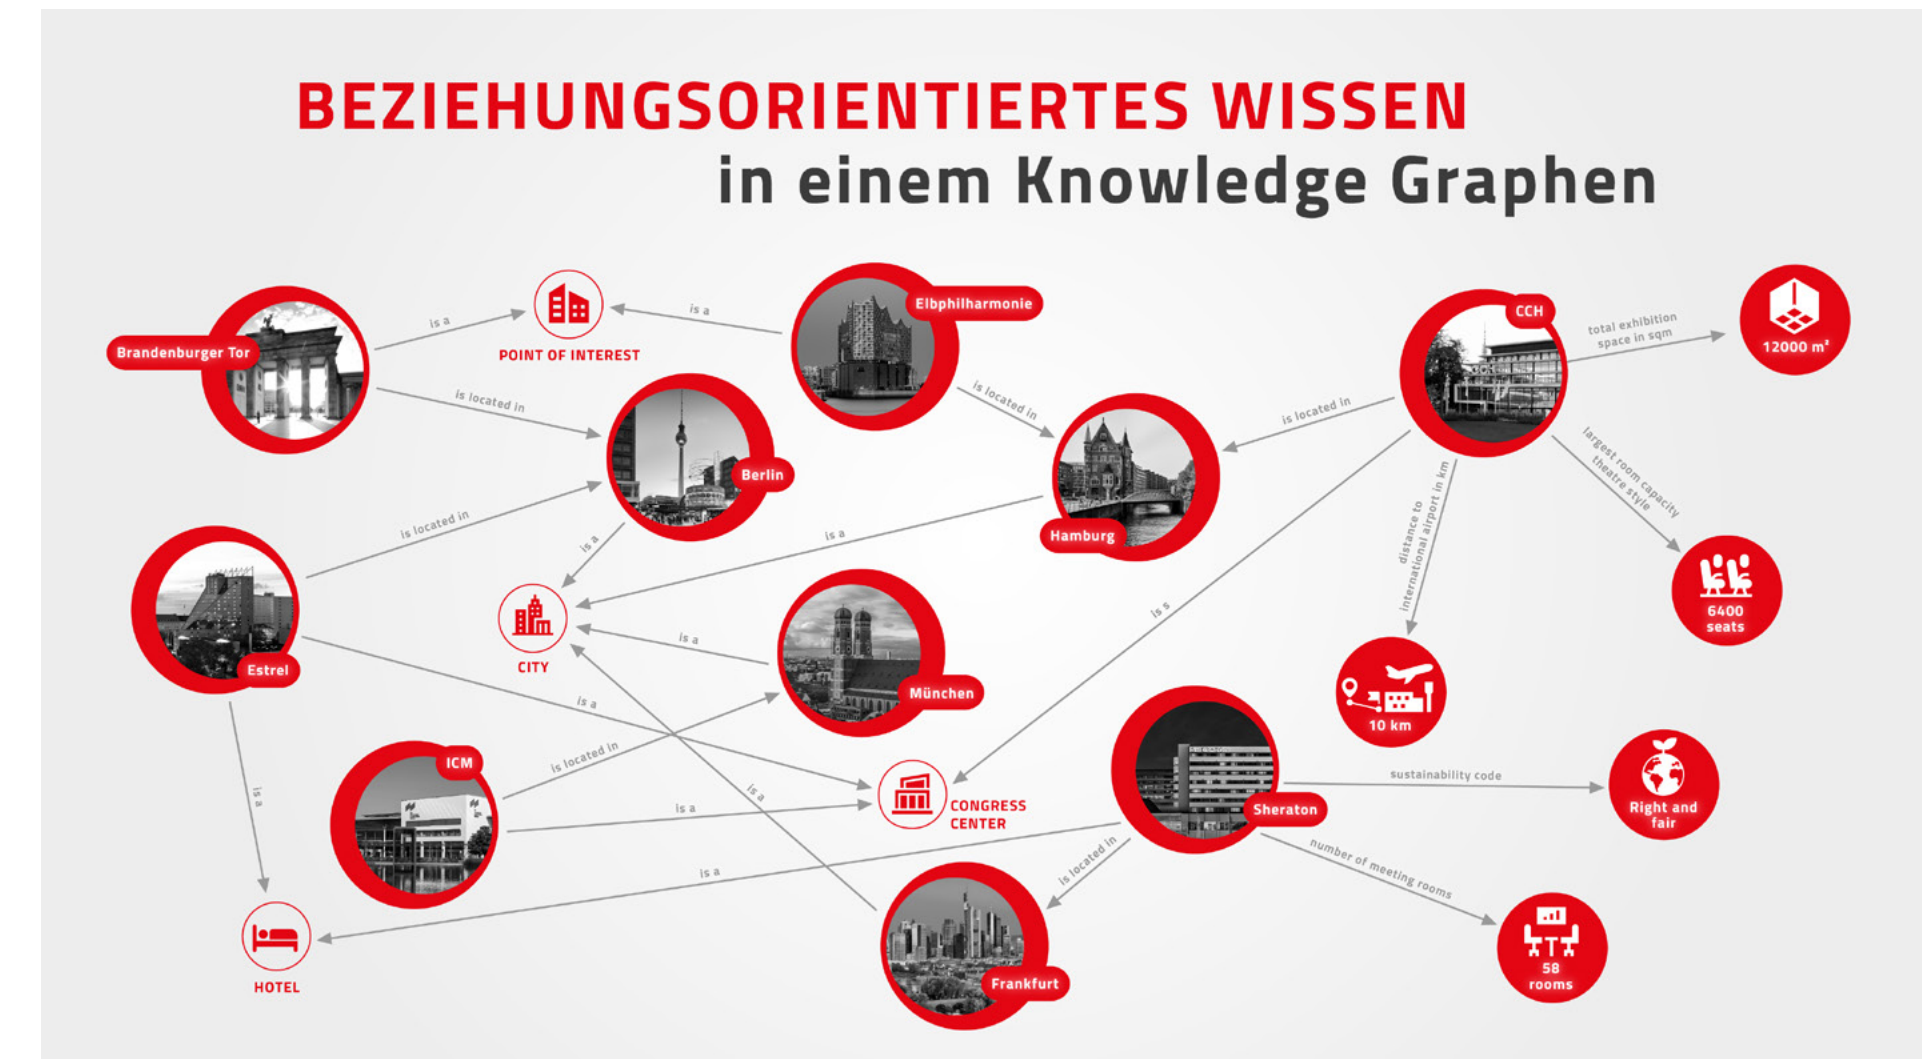 BEZIEHUNGSORIENTIERTES WISSEN
in einem Knowledge Graphen
Brandenburger Tor
is a
POINT OF INTEREST
is a
Elbphilharmonie
CCH
total exhibition
space in sqm
12000 m²
is located in
is located in
is located in
Berlin
Hamburg
largest room capacity
theatre style
distance to
international airport in km
is located in
is a
is a
6400
seats
Estrel
CITY
is a
München
is s
10 km
is a
is located in
ICM
is a
is a
is a
CONGRESS
CENTER
Sheraton
sustainability code
Right and
fair
is a
is located in
number of meeting rooms
HOTEL
Frankfurt
58
rooms